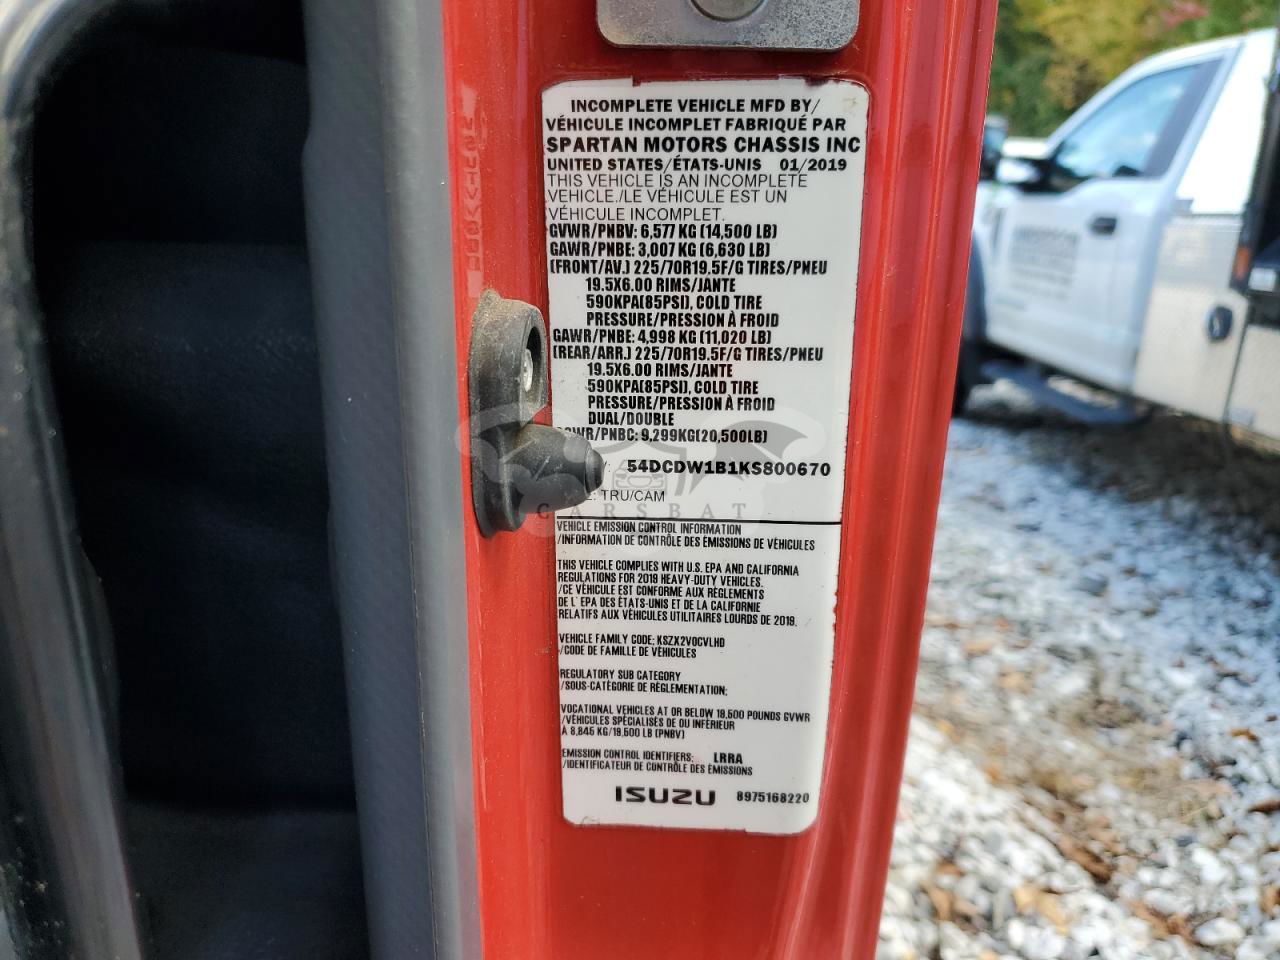 INCOMPLETE VEHICLE MFD BY/
VÉHICULE INCOMPLET FABRIQUÉ PAR
SPARTAN MOTORS CHASSIS INC
UNITED STATES/ÉTATS-UNIS 01/2019
THIS VEHICLE IS AN INCOMPLETE
VEHICLE./LE VÉHICULE EST UN
VÉHICULE INCOMPLET.
GVWR/PNBV: 6,577 KG (14,500 LB)
GAWR/PNBE: 3,007 KG (6,630 LB)
(FRONT/AV.) 225/70R19.5F/G TIRES/PNEU
19.5X6.00 RIMS/JANTE
590KPA(85PSI), COLD TIRE
PRESSURE/PRESSION À FROID
GAWR/PNBE: 4,998 KG (11,020 LB)
(REAR/ARR.) 225/70R19.5F/G TIRES/PNEU
19.5X6.00 RIMS/JANTE
590KPA(85PSI), COLD TIRE
PRESSURE/PRESSION À FROID
DUAL/DOUBLE
/PNBC: 9,299KG(20,500LB)
54DCDW1B1KS800670
: TRU/CAM
CARSBAT
VEHICLE EMISSION CONTROL INFORMATION
/INFORMATION DE CONTRÔLE DES ÉMISSIONS DE VÉHICULES
THIS VEHICLE COMPLIES WITH U.S. EPA AND CALIFORNIA
REGULATIONS FOR 2019 HEAVY-DUTY VEHICLES.
/CE VÉHICULE EST CONFORME AUX RÈGLEMENTS
DE L'EPA DES ÉTATS-UNIS ET DE LA CALIFORNIE
RELATIFS AUX VÉHICULES UTILITAIRES LOURDS DE 2019.
VEHICLE FAMILY CODE: KSZX2VOCVLHD
/CODE DE FAMILLE DE VÉHICULES
REGULATORY SUB CATEGORY
/SOUS-CATÉGORIE DE RÉGLEMENTATION:
VOCATIONAL VEHICLES AT OR BELOW 19,500 POUNDS GVWR
/VÉHICULES SPÉCIALISÉS DE OU INFÉRIEUR
À 8,845 KG/19,500 LB (PNBV)
EMISSION CONTROL IDENTIFIERS: LRRA
/IDENTIFICATEUR DE CONTRÔLE DES ÉMISSIONS
ISUZU 8975168220